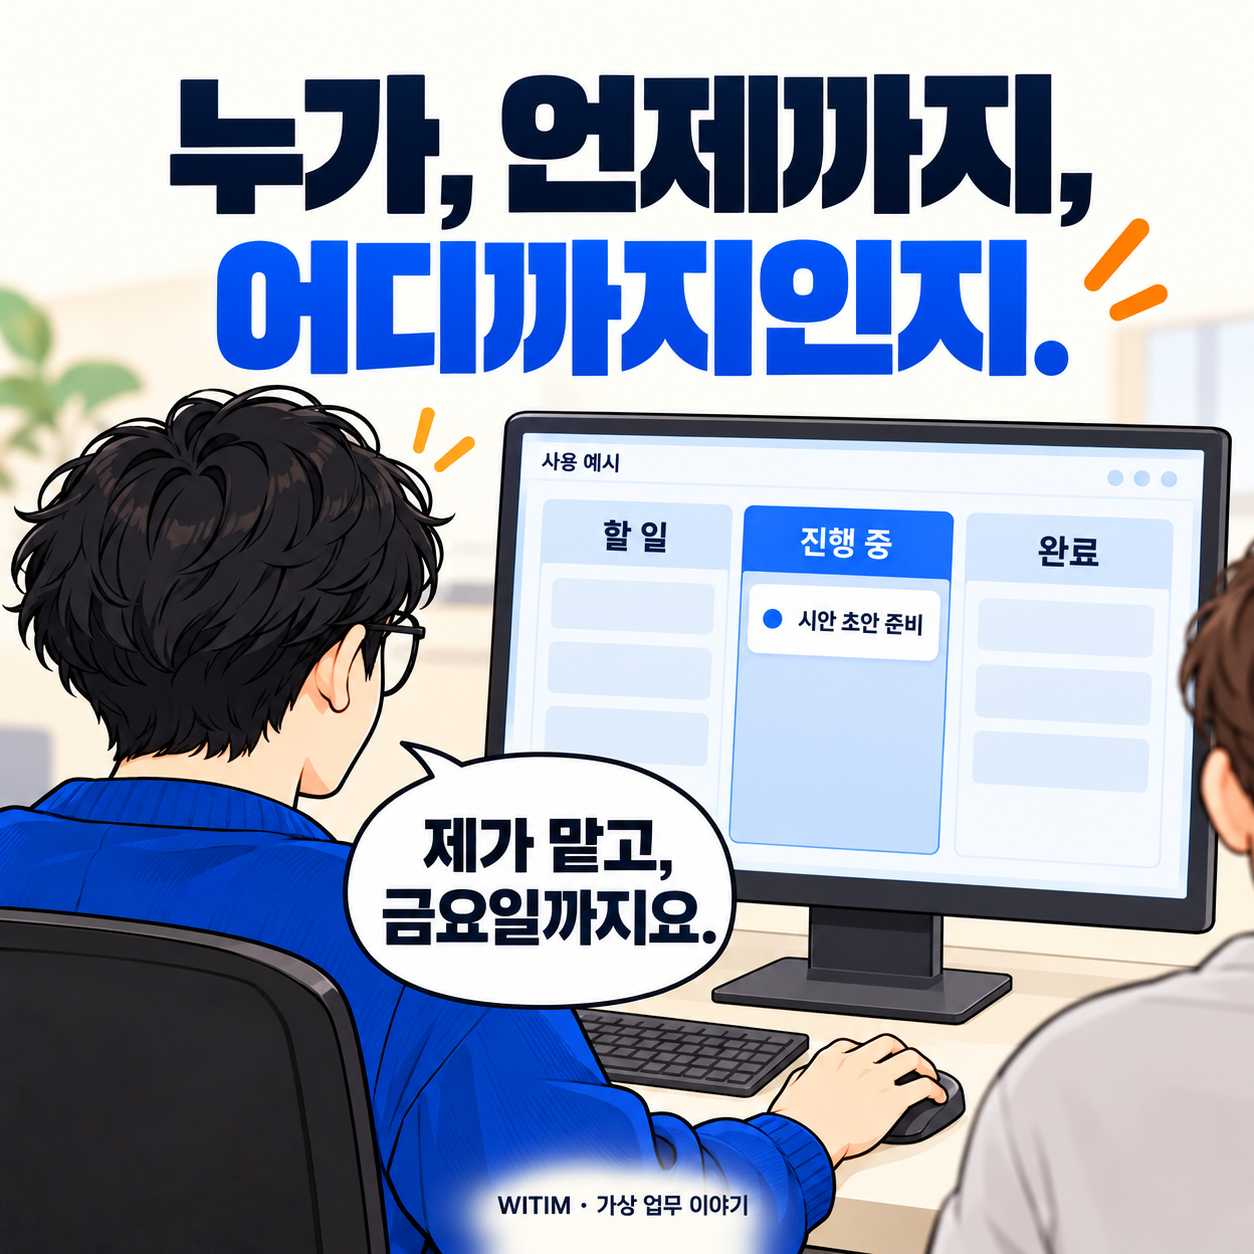 누가, 언제까지,
어디까지인지.
사용 예시
할 일
진행 중
완료
시안 초안 준비
제가 맡고,
금요일까지요.
WITIM · 가상 업무 이야기